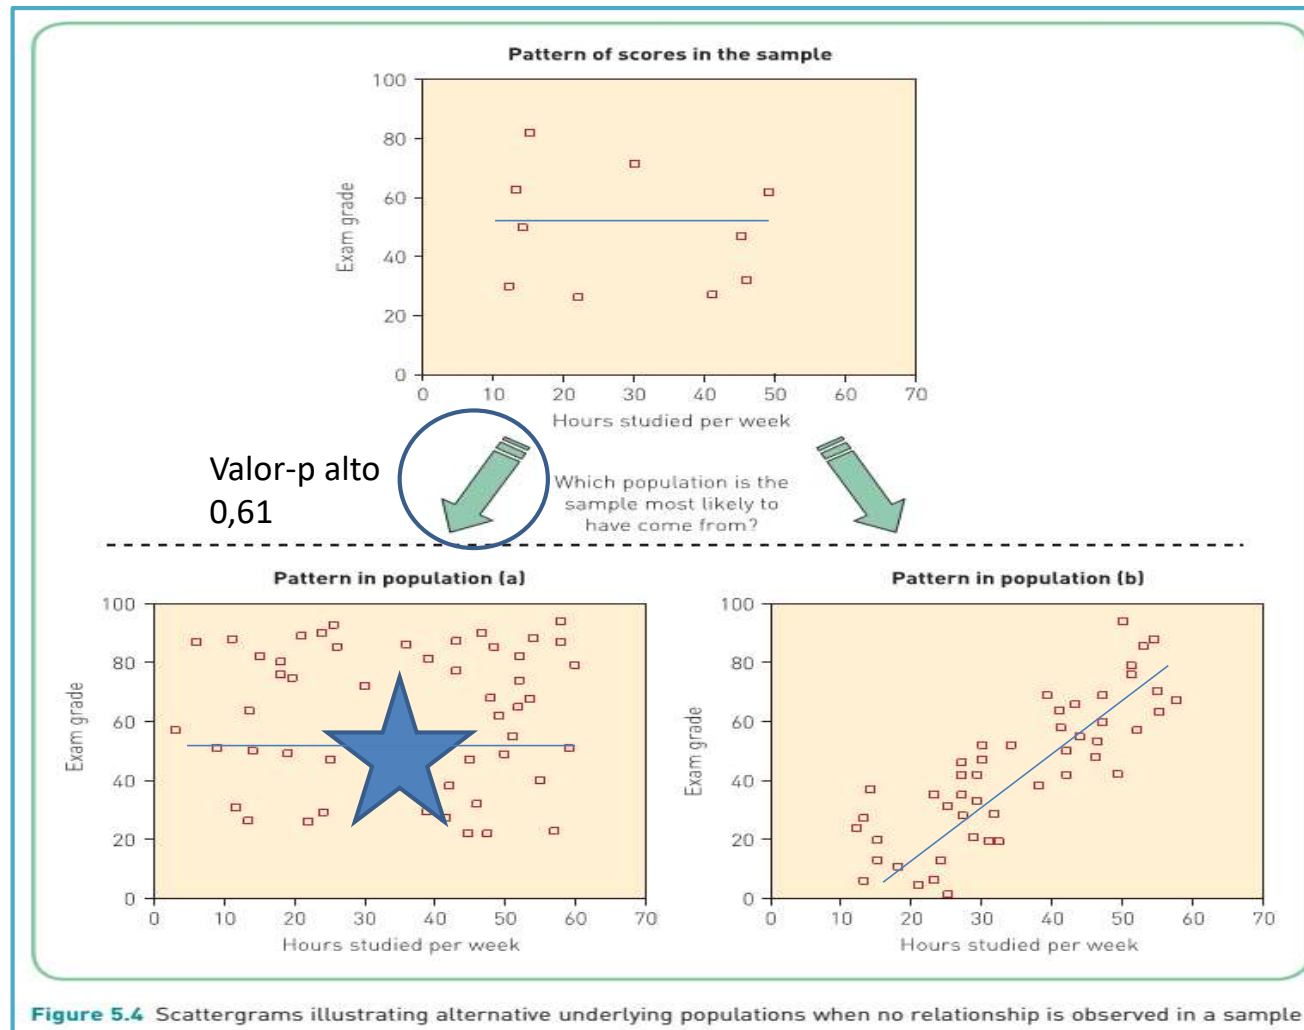 Pattern of scores in the sample
100
80
60
40
20
0
Exam grade
0 10 20 30 40 50 60 70
Hours studied per week
Valor-p alto
0,61
Which population is the
sample most likely to
have come from?
Pattern in population (a)
100
80
60
40
20
0
Exam grade
0 10 20 30 40 50 60 70
Hours studied per week
Pattern in population (b)
100
80
60
40
20
0
Exam grade
0 10 20 30 40 50 60 70
Hours studied per week
Figure 5.4 Scattergrams illustrating alternative underlying populations when no relationship is observed in a sample